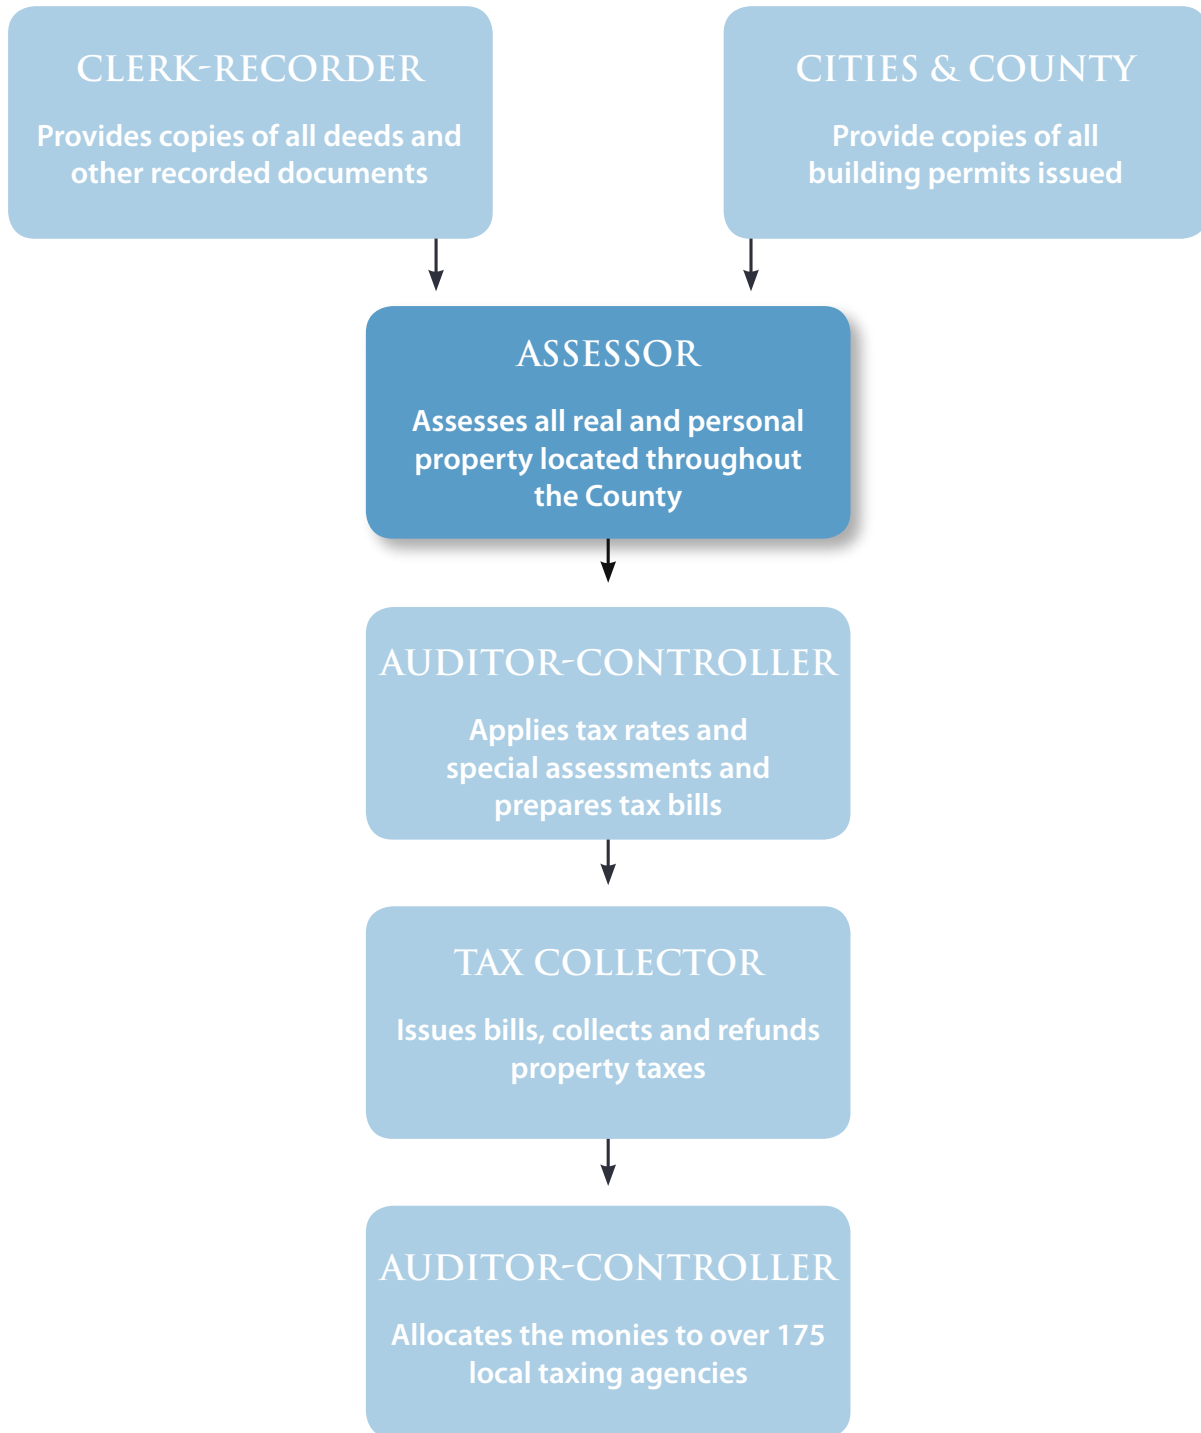 CLERK-RECORDER
Provides copies of all deeds and
other recorded documents
CITIES & COUNTY
Provide copies of all
building permits issued
ASSESSOR
Assesses all real and personal
property located throughout
the County
AUDITOR-CONTROLLER
Applies tax rates and
special assessments and
prepares tax bills
TAX COLLECTOR
Issues bills, collects and refunds
property taxes
AUDITOR-CONTROLLER
Allocates the monies to over 175
local taxing agencies